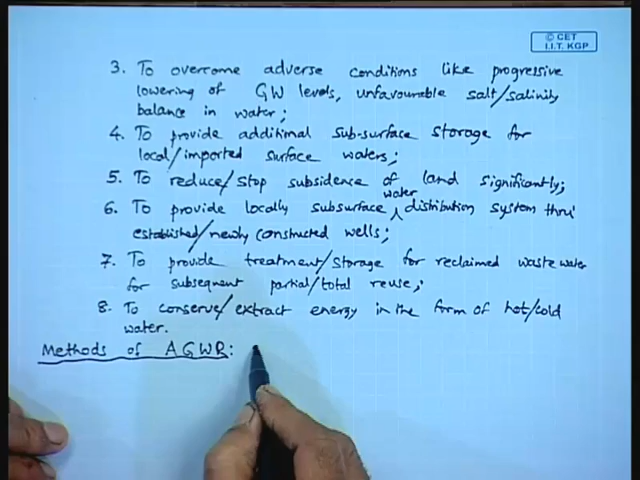 © CET
I.I.T. KGP
3. To overcome adverse conditions like progressive
lowering of GW levels, unfavourable salt/salinity
balance in water;
4. To provide additional sub-surface storage for
local/imported surface waters;
5. To reduce/stop subsidence of land significantly;
water
6. To provide locally subsurface ^ distribution system thru'
established/newly constructed wells;
7. To provide treatment/storage for reclaimed waste water
for subsequent partial/total reuse;
8. To conserve/extract energy in the form of hot/cold
water.
Methods of AGWR: